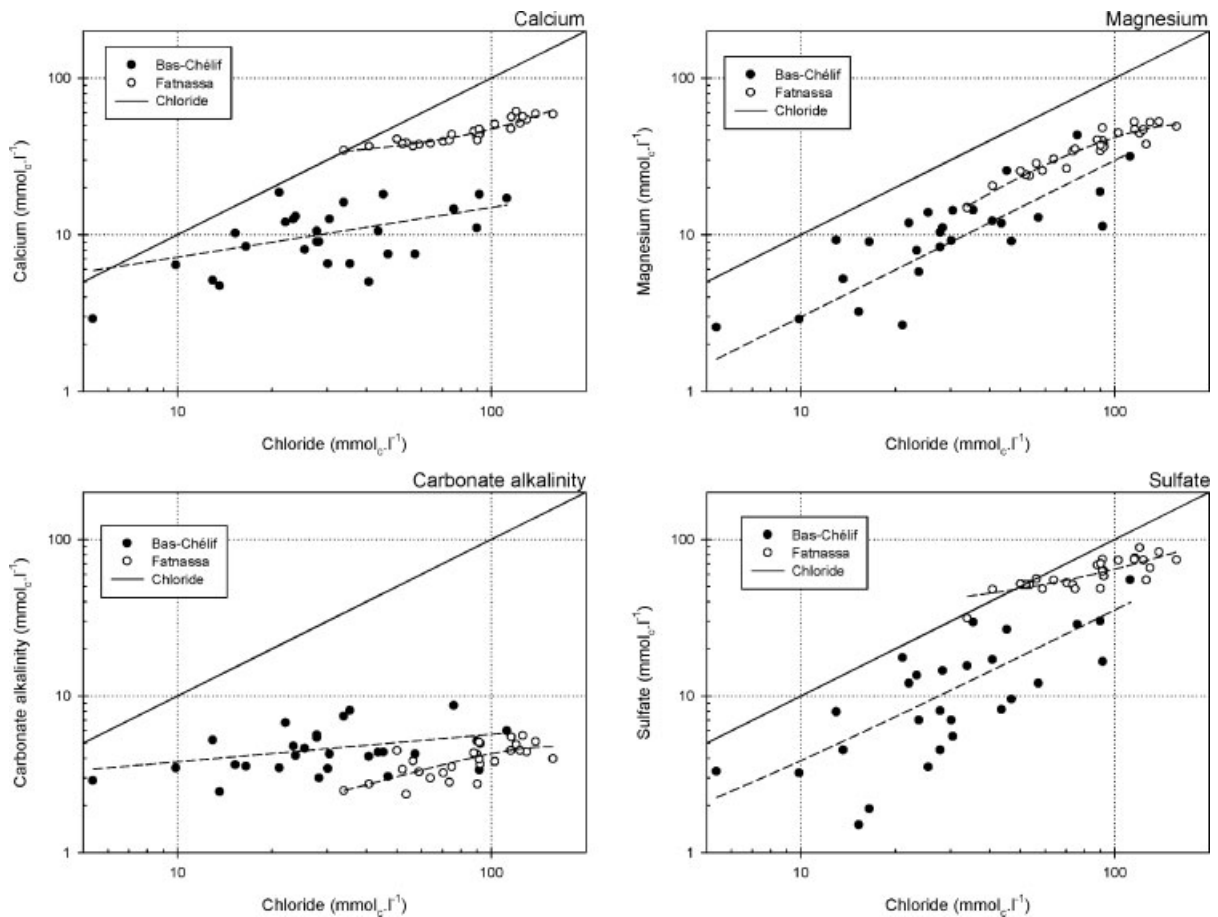 Calcium
Bas-Chélif
Fatnassa
Chloride
100
10
1
Calcium (mmolc.l-1)
10
100
Chloride (mmolc.l-1)
Magnesium
Bas-Chélif
Fatnassa
Chloride
100
10
1
Magnesium (mmolc.l-1)
10
100
Chloride (mmolc.l-1)
Carbonate alkalinity
Bas-Chélif
Fatnassa
Chloride
100
10
1
Carbonate alkalinity (mmolc.l-1)
10
100
Chloride (mmolc.l-1)
Sulfate
Bas-Chélif
Fatnassa
Chloride
100
10
1
Sulfate (mmolc.l-1)
10
100
Chloride (mmolc.l-1)